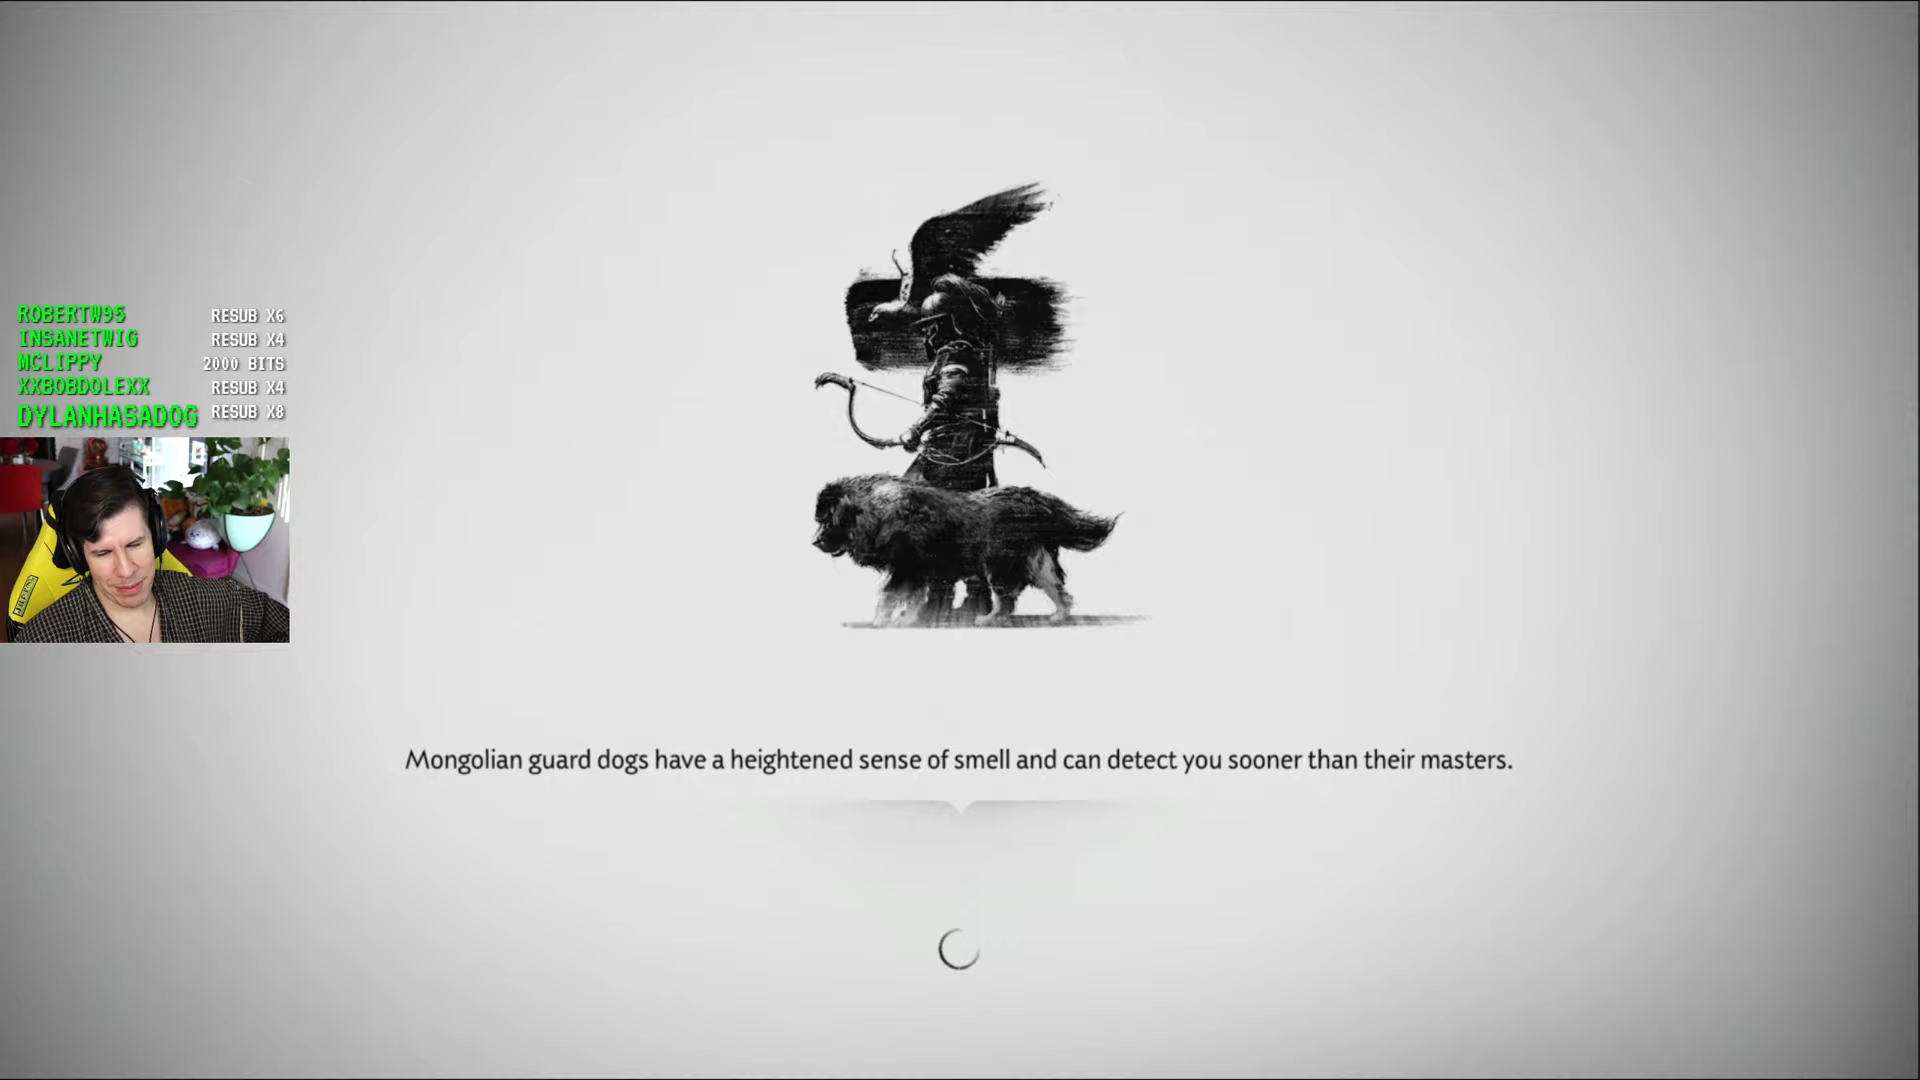 ROBERTW95 RESUB X6
INSANETWIG RESUB X4
MCLIPPY 2000 BITS
XXBOBDOLEXX RESUB X4
DYLANHASADOG RESUB X8
Mongolian guard dogs have a heightened sense of smell and can detect you sooner than their masters.